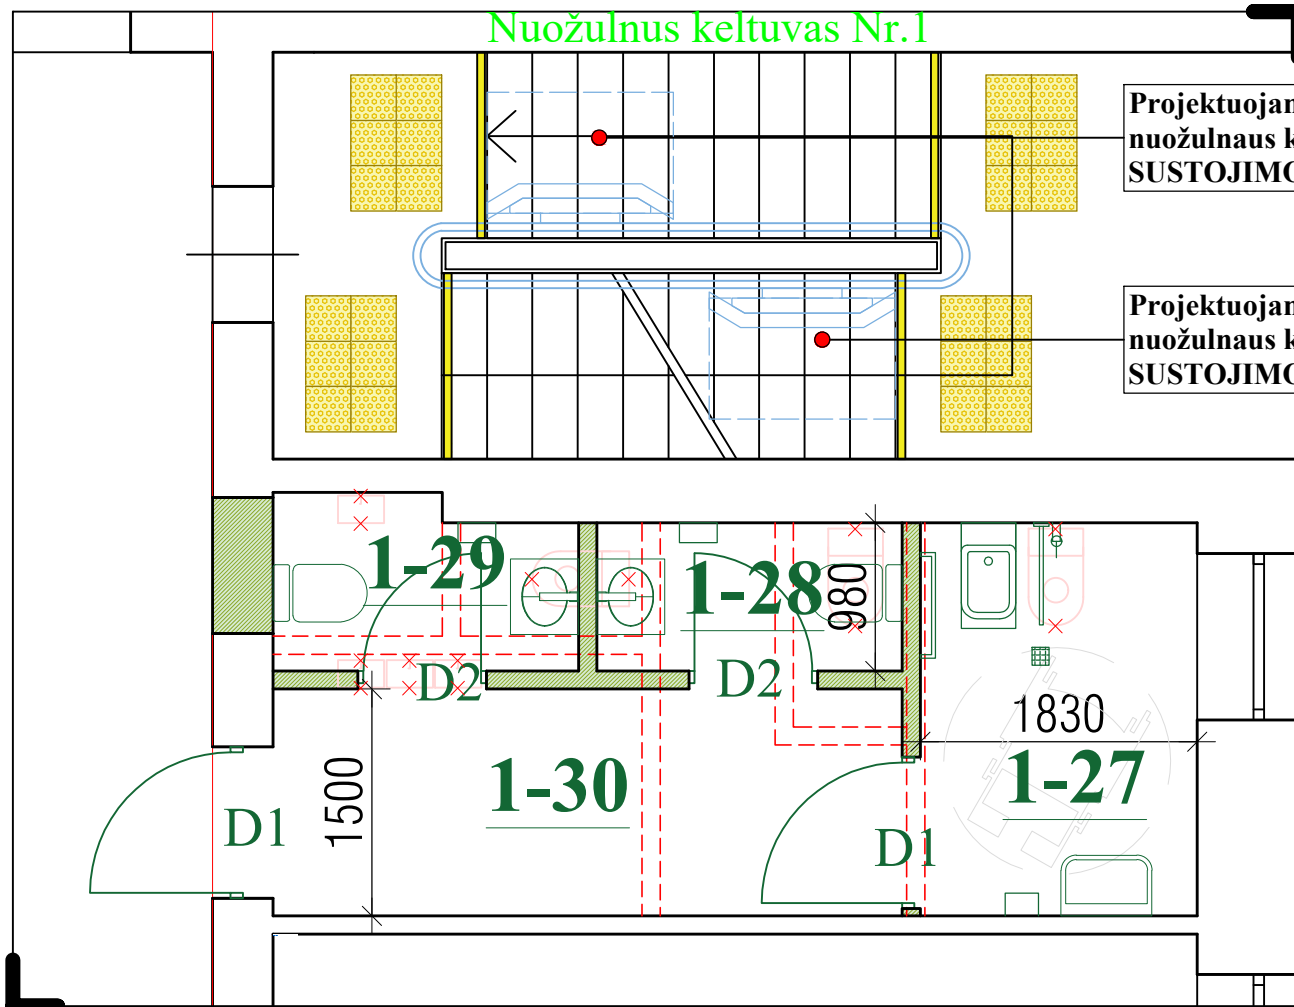 Nuožulnus keltuvas Nr.1
Projektuojan
nuožulnaus k
SUSTOJIMO
Projektuojan
nuožulnaus k
SUSTOJIMO
1-29
1-28
980
D2
D2
1830
1-27
1-30
1500
D1
D1